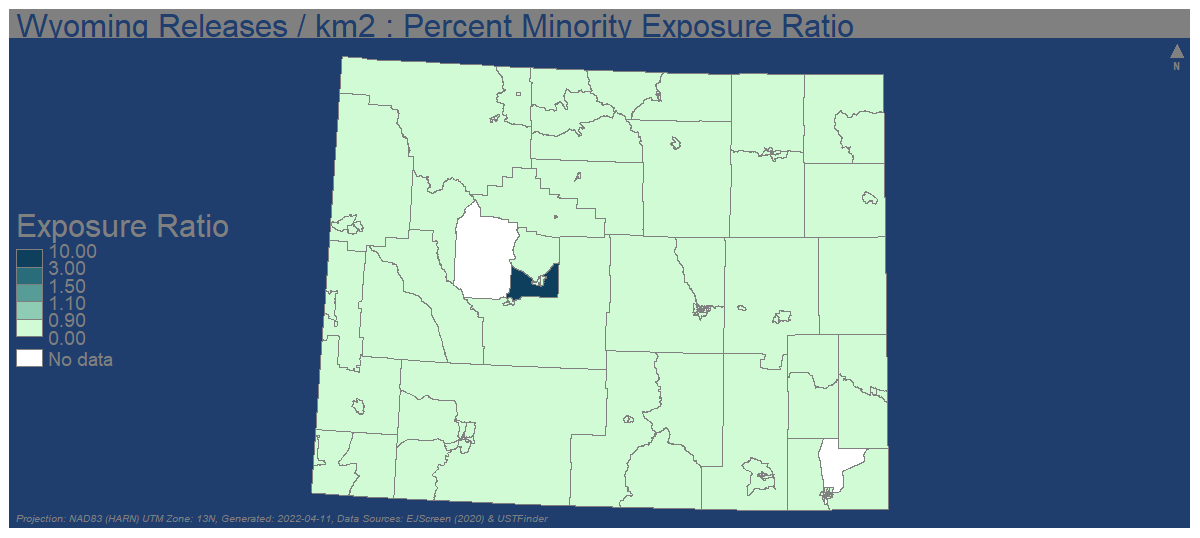 Wyoming Releases / km2 : Percent Minority Exposure Ratio
N
Exposure Ratio
10.00
3.00
1.50
1.10
0.90
0.00
No data
Projection: NAD83 (HARN) UTM Zone: 13N, Generated: 2022-04-11, Data Sources: EJScreen (2020) & USTFinder